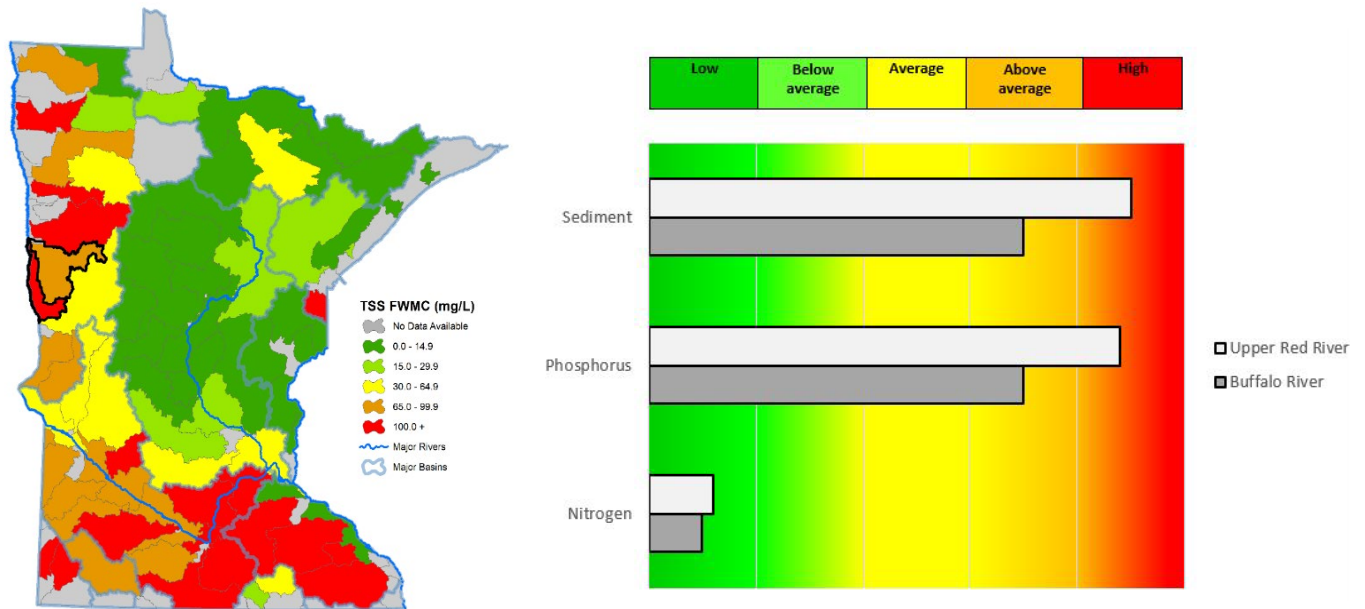 TSS FWMC (mg/L)
No Data Available
0.0 - 14.9
15.0 - 29.9
30.0 - 64.9
65.0 - 99.9
100.0 +
Major Rivers
Major Basins
Low
Below
average
Average
Above
average
High
Sediment
Phosphorus
Nitrogen
Upper Red River
Buffalo River